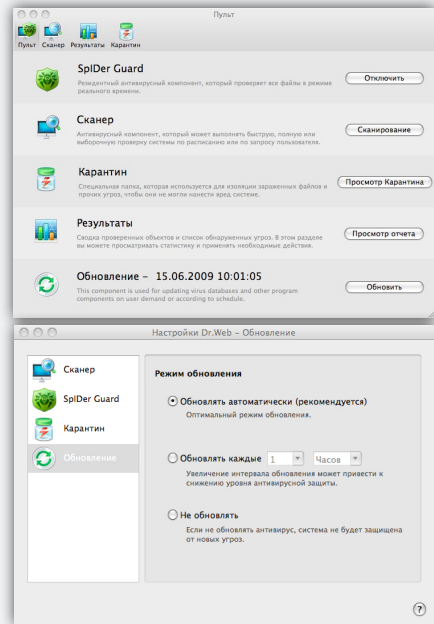 Пульт
Пульт Сканер Результаты Карантин
SpIDer Guard
Резидентный антивирусный компонент, который проверяет все файлы в режиме
реального времени.
Отключить
Сканер
Антивирусный компонент, который может выполнять быструю, полную или
выборочную проверку системы по расписанию или по запросу пользователя.
Сканирование
Карантин
Специальная папка, которая используется для изоляции зараженных файлов и
прочих угроз, чтобы они не могли нанести вред системе.
Просмотр Карантина
Результаты
Сводка проверенных объектов и список обнаруженных угроз. В этом разделе
вы можете просматривать статистику и применять необходимые действия.
Просмотр отчета
Обновление – 15.06.2009 10:01:05
This component is used for updating virus databases and other program
components on user demand or according to schedule.
Обновить
Настройки Dr.Web – Обновление
Сканер
SpIDer Guard
Карантин
Обновление
Режим обновления
Обновлять автоматически (рекомендуется)
Оптимальный режим обновления.
Обновлять каждые 1 Часов
Увеличение интервала обновления может привести к
снижению уровня антивирусной защиты.
Не обновлять
Если не обновлять антивирус, система не будет защищена
от новых угроз.
?